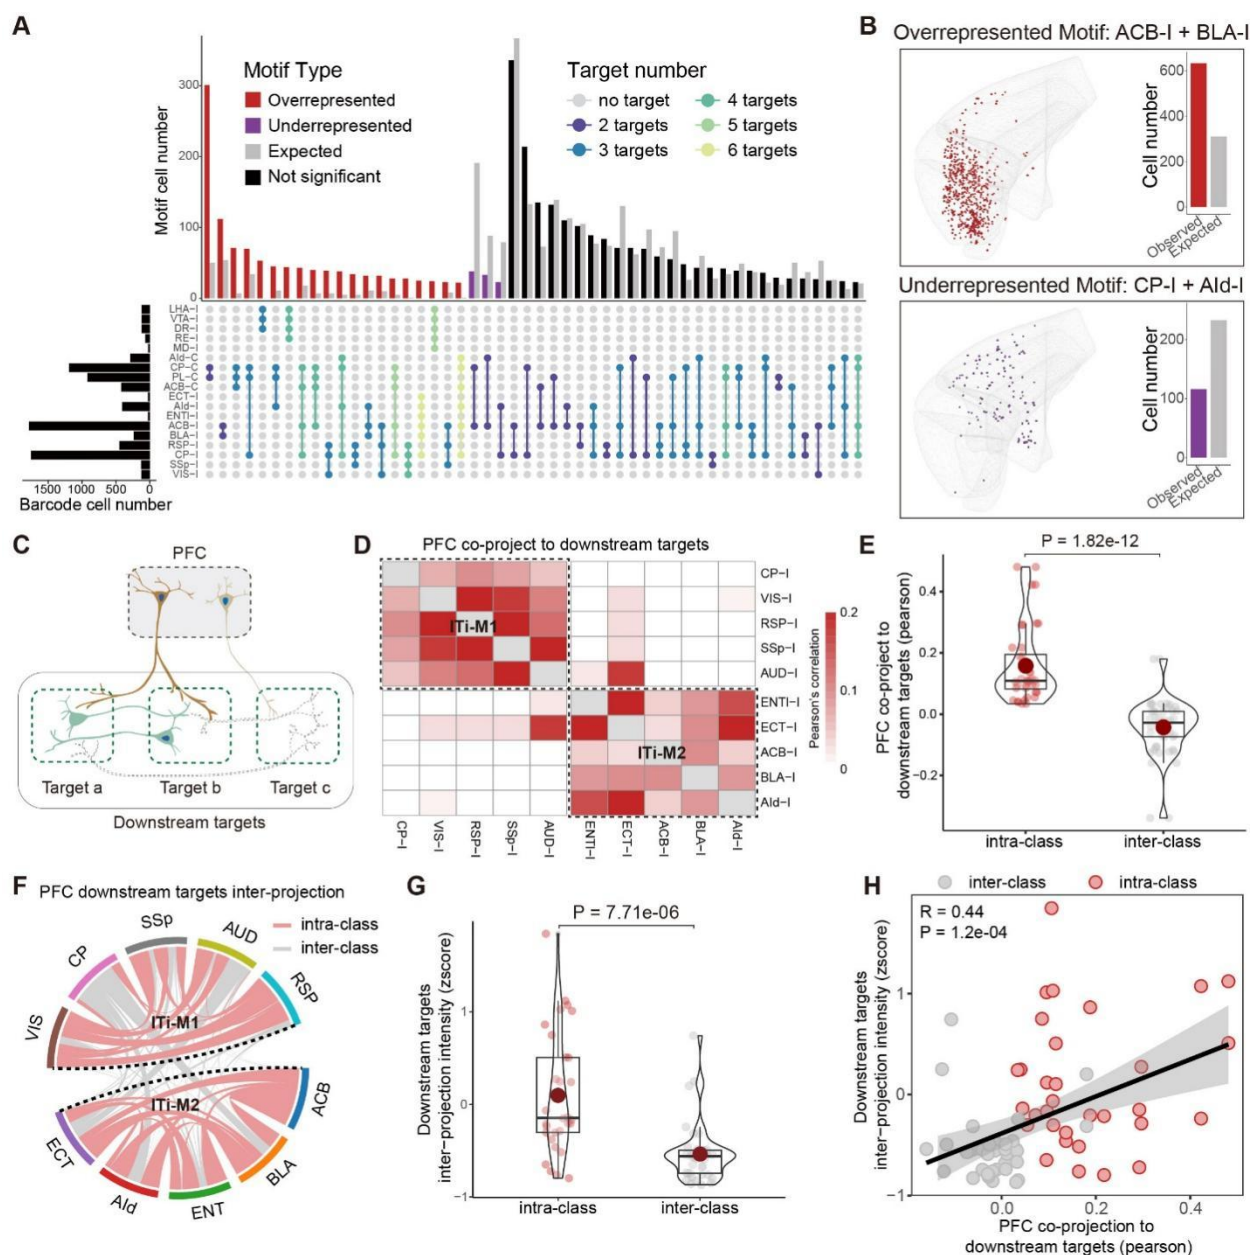 A
Motif cell number
300
200
100
0
Motif Type
Overrepresented
Underrepresented
Expected
Not significant
Target number
no target
2 targets
3 targets
4 targets
5 targets
6 targets
LHA-I
VTA-I
DR-I
RE-I
MD-I
AId-C
CP-C
PL-C
ACB-C
ECT-I
AId-I
ENTI-I
ACB-I
BLA-I
RSP-I
CP-I
SSp-I
VIS-I
1500 1000 500 0
Barcode cell number
B
Overrepresented Motif: ACB-I + BLA-I
Cell number
600
400
200
0
Observed
Expected
Underrepresented Motif: CP-I + AId-I
Cell number
200
100
0
Observed
Expected
C
PFC
Target a
Target b
Target c
Downstream targets
D
PFC co-project to downstream targets
CP-I
VIS-I
RSP-I
SSp-I
AUD-I
ENTI-I
ECT-I
ACB-I
BLA-I
AId-I
ITi-M1
ITi-M2
CP-I
VIS-I
RSP-I
SSp-I
AUD-I
ENTI-I
ECT-I
ACB-I
BLA-I
AId-I
Pearson's correlation
0.2
0.1
0
E
P = 1.82e-12
PFC co-project to
downstream targets (pearson)
0.4
0.2
0.0
-0.2
intra-class
inter-class
F
PFC downstream targets inter-projection
intra-class
inter-class
SSp
AUD
RSP
CP
VIS
ITi-M1
ITi-M2
ACB
BLA
ENT
AId
ECT
G
P = 7.71e-06
Downstream targets
inter-projection intensity (zscore)
1
0
-1
intra-class
inter-class
H
inter-class
intra-class
R = 0.44
P = 1.2e-04
Downstream targets
inter-projection intensity (zscore)
1
0
-1
0.0 0.2 0.4
PFC co-projection to
downstream targets (pearson)